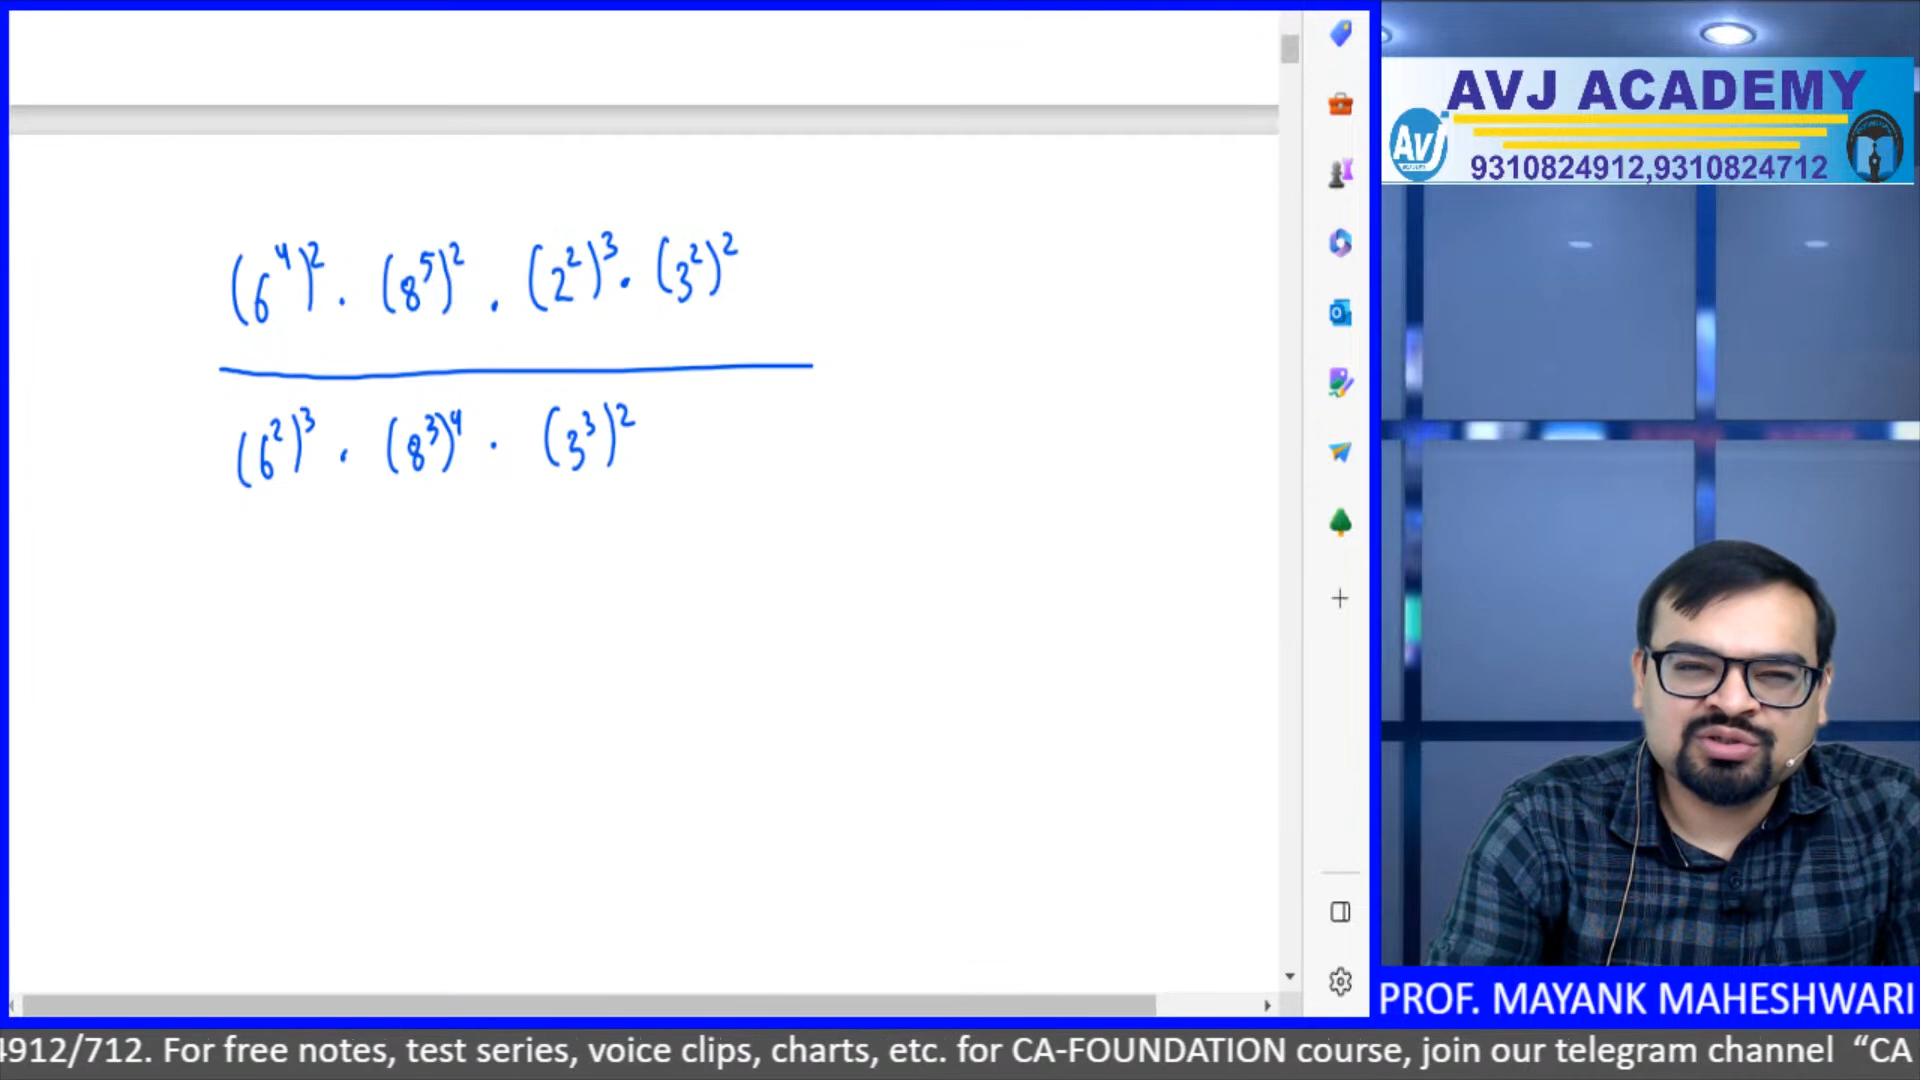 AVJ ACADEMY
AVJ
9310824912,9310824712
(6⁴)² . (8⁵)² . (2²)³ . (3²)²
(6²)³ . (8³)⁴ . (3³)²
PROF. MAYANK MAHESHWARI
4912/712. For free notes, test series, voice clips, charts, etc. for CA-FOUNDATION course, join our telegram channel “CA